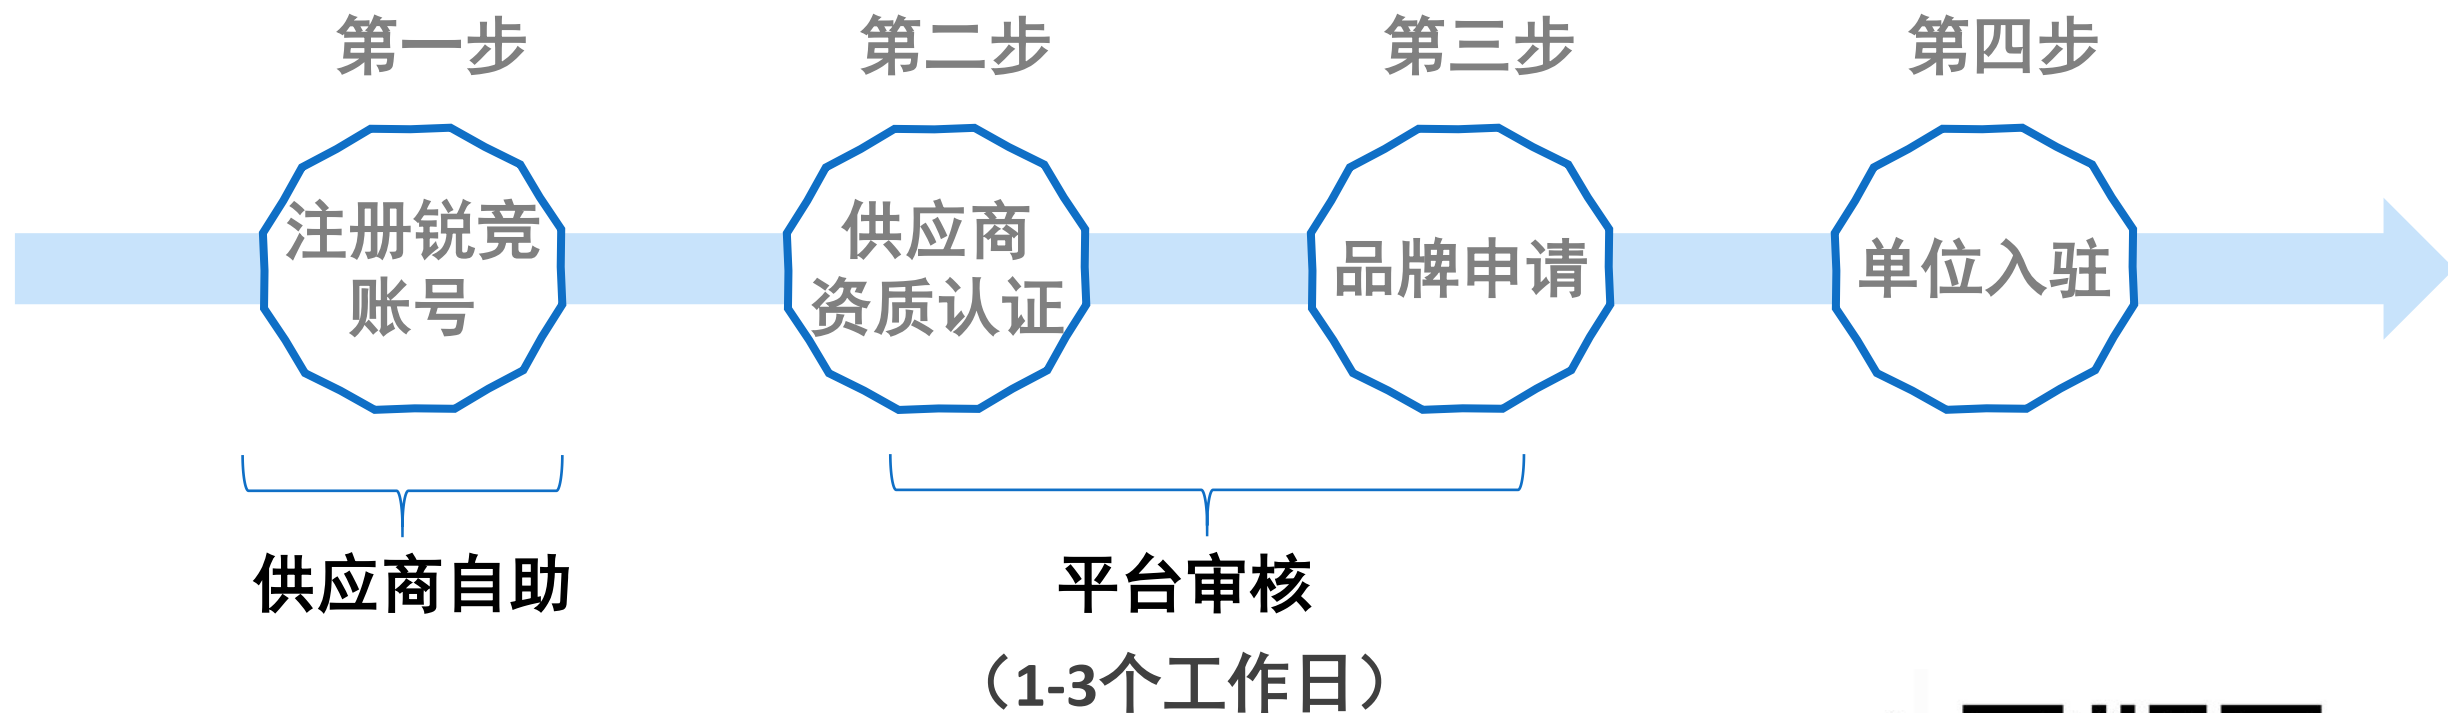 第一步
第二步
第三步
第四步
注册锐竞
账号
供应商
资质认证
品牌申请
单位入驻
供应商自助
平台审核
（1-3个工作日）